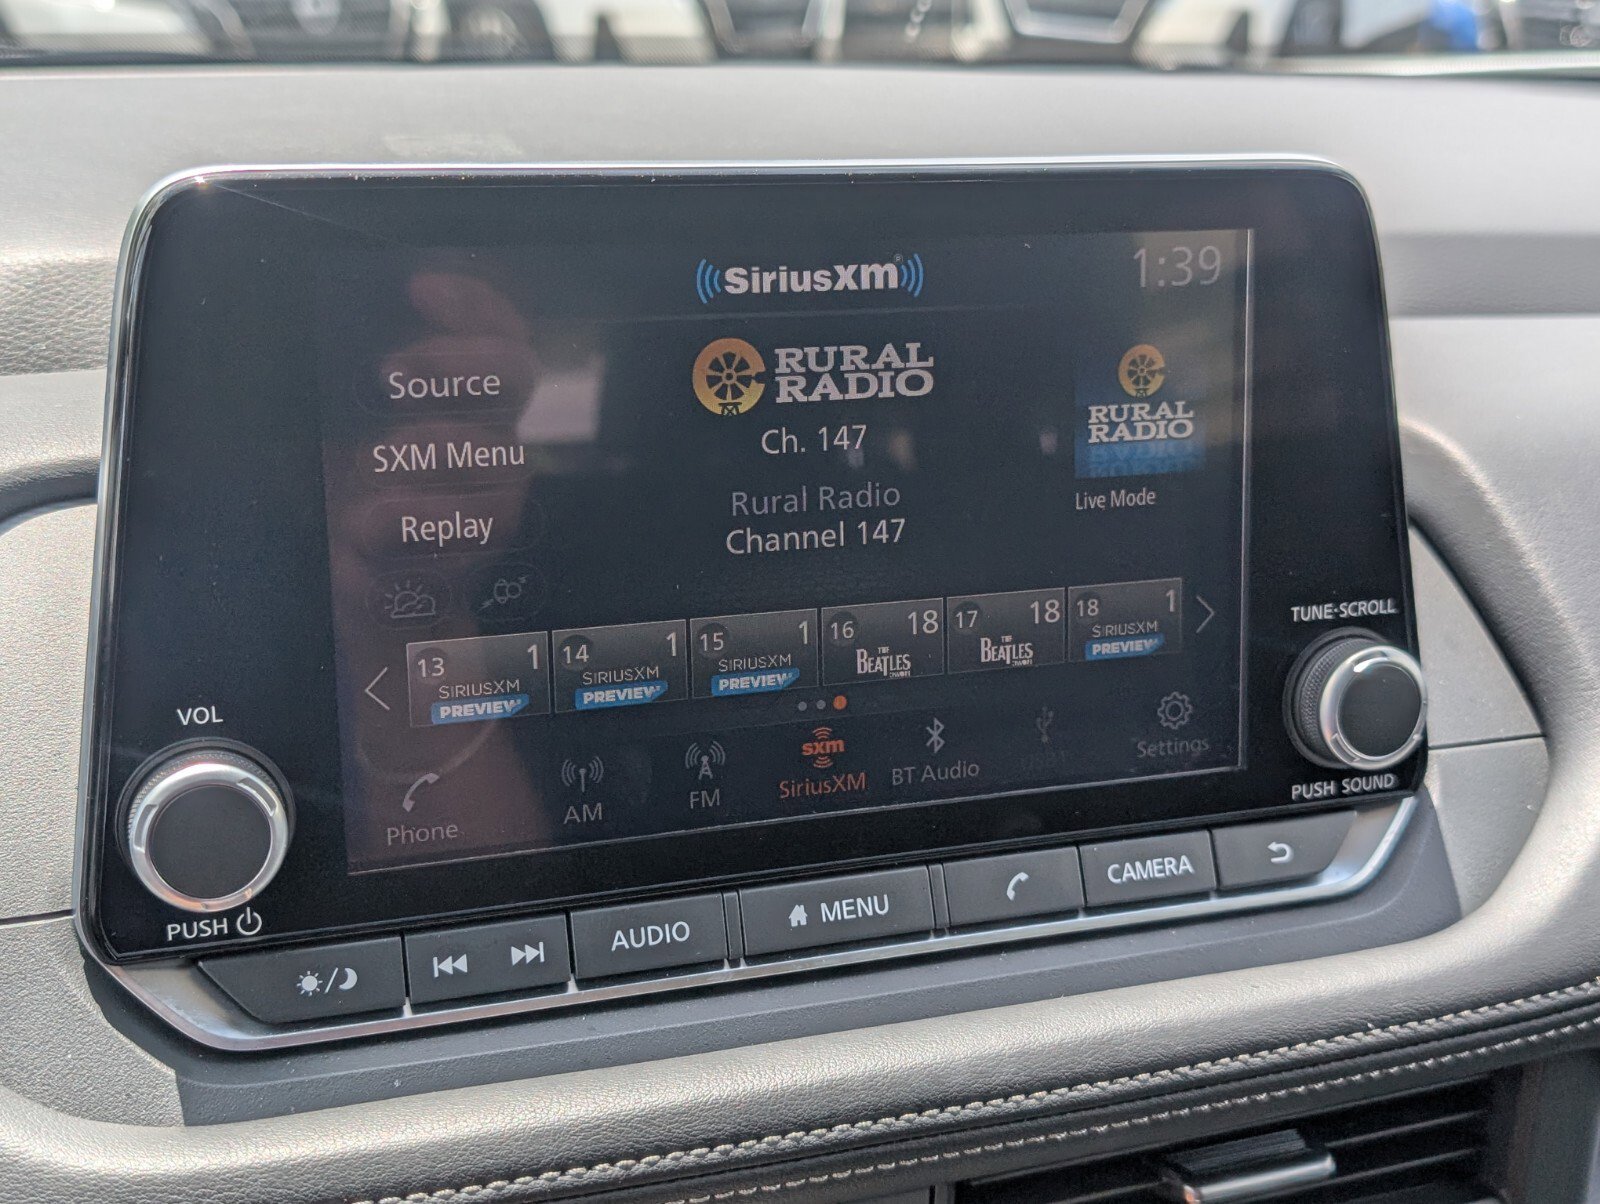 SiriusXM
1:39
Source
SXM Menu
Replay
RURAL
RADIO
Ch. 147
Rural Radio
Channel 147
RURAL
RADIO
Live Mode
13 1
SIRIUSXM
PREVIEW
14 1
SIRIUSXM
PREVIEW
15 1
SIRIUSXM
PREVIEW
16 18
THE
BEATLES
17 18
THE
BEATLES
18 1
SIRIUSXM
PREVIEW
Phone
AM
FM
sxm
SiriusXM
BT Audio
Settings
VOL
PUSH
TUNE·SCROLL
PUSH SOUND
AUDIO
MENU
CAMERA